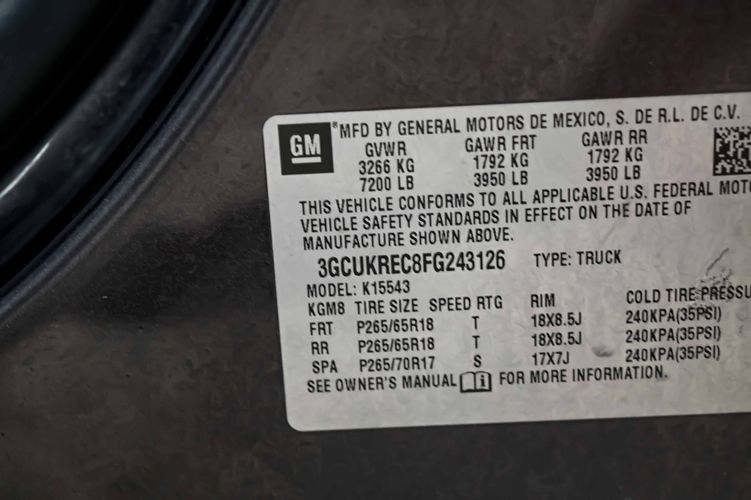 GM ®MFD BY GENERAL MOTORS DE MEXICO, S. DE R.L. DE C.V.
GVWR GAWR FRT GAWR RR
3266 KG 1792 KG 1792 KG
7200 LB 3950 LB 3950 LB
THIS VEHICLE CONFORMS TO ALL APPLICABLE U.S. FEDERAL MOTO
VEHICLE SAFETY STANDARDS IN EFFECT ON THE DATE OF
MANUFACTURE SHOWN ABOVE.
3GCUKREC8FG243126 TYPE: TRUCK
MODEL: K15543
KGM8 TIRE SIZE SPEED RTG RIM COLD TIRE PRESSU
FRT P265/65R18 T 18X8.5J 240KPA(35PSI)
RR P265/65R18 T 18X8.5J 240KPA(35PSI)
SPA P265/70R17 S 17X7J 240KPA(35PSI)
SEE OWNER'S MANUAL FOR MORE INFORMATION.